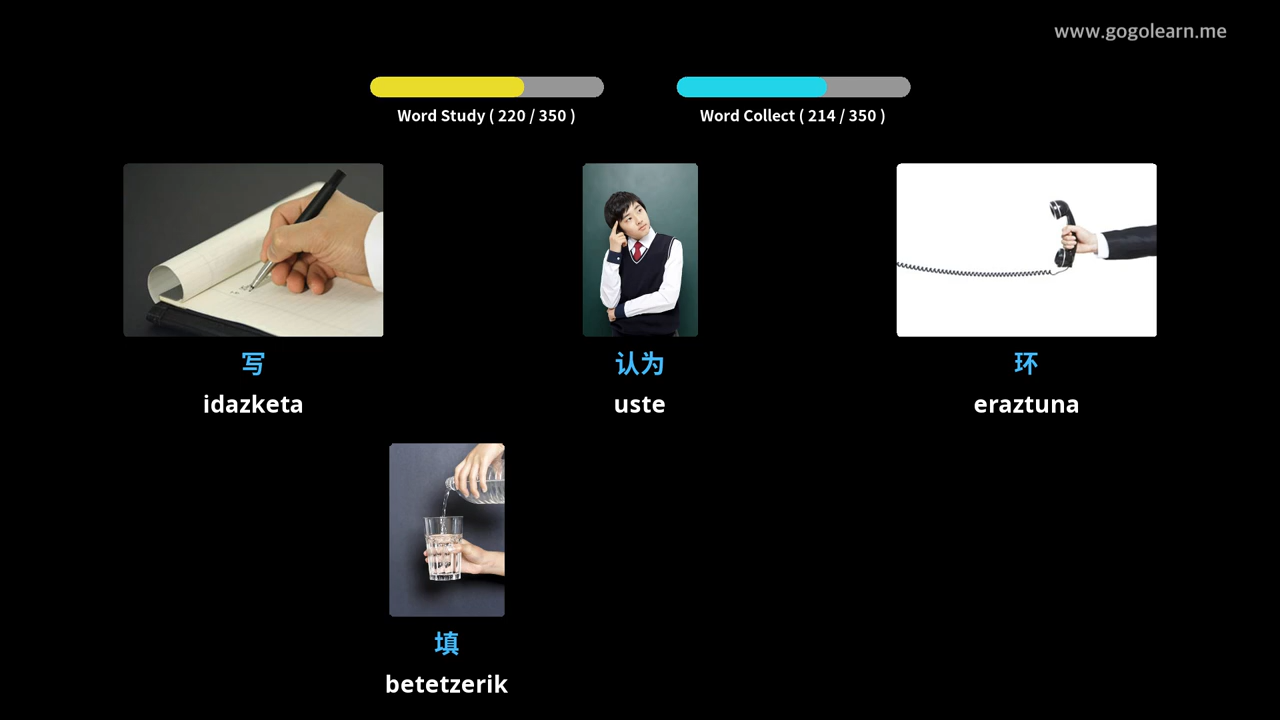 www.gogolearn.me
Word Study ( 220 / 350 )
Word Collect ( 214 / 350 )
写
idazketa
认为
uste
环
eraztuna
填
betetzerik